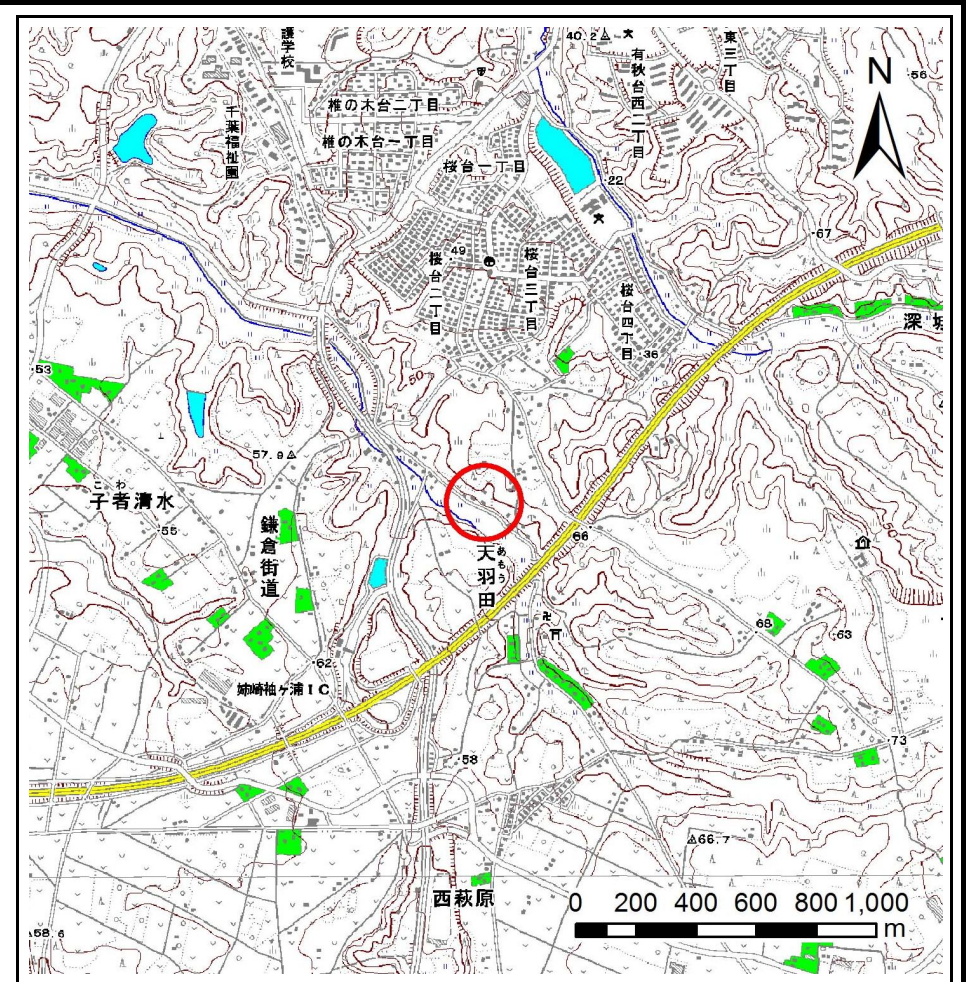 護学校
40.2
東三丁目
有秋台西二丁目
N
56
椎の木台二丁目
千葉福祉園
椎の木台一丁目
桜台一丁目
22
67
49
桜台二丁目
桜台三丁目
桜台四丁目
深城
36
50
53
57.9
こわ
子者清水
55
鎌倉街道
あもう
天羽田
66
68
63
62
姉崎袖ヶ浦IC
73
58
66.7
西萩原
0 200 400 600 800 1,000
m
58.6